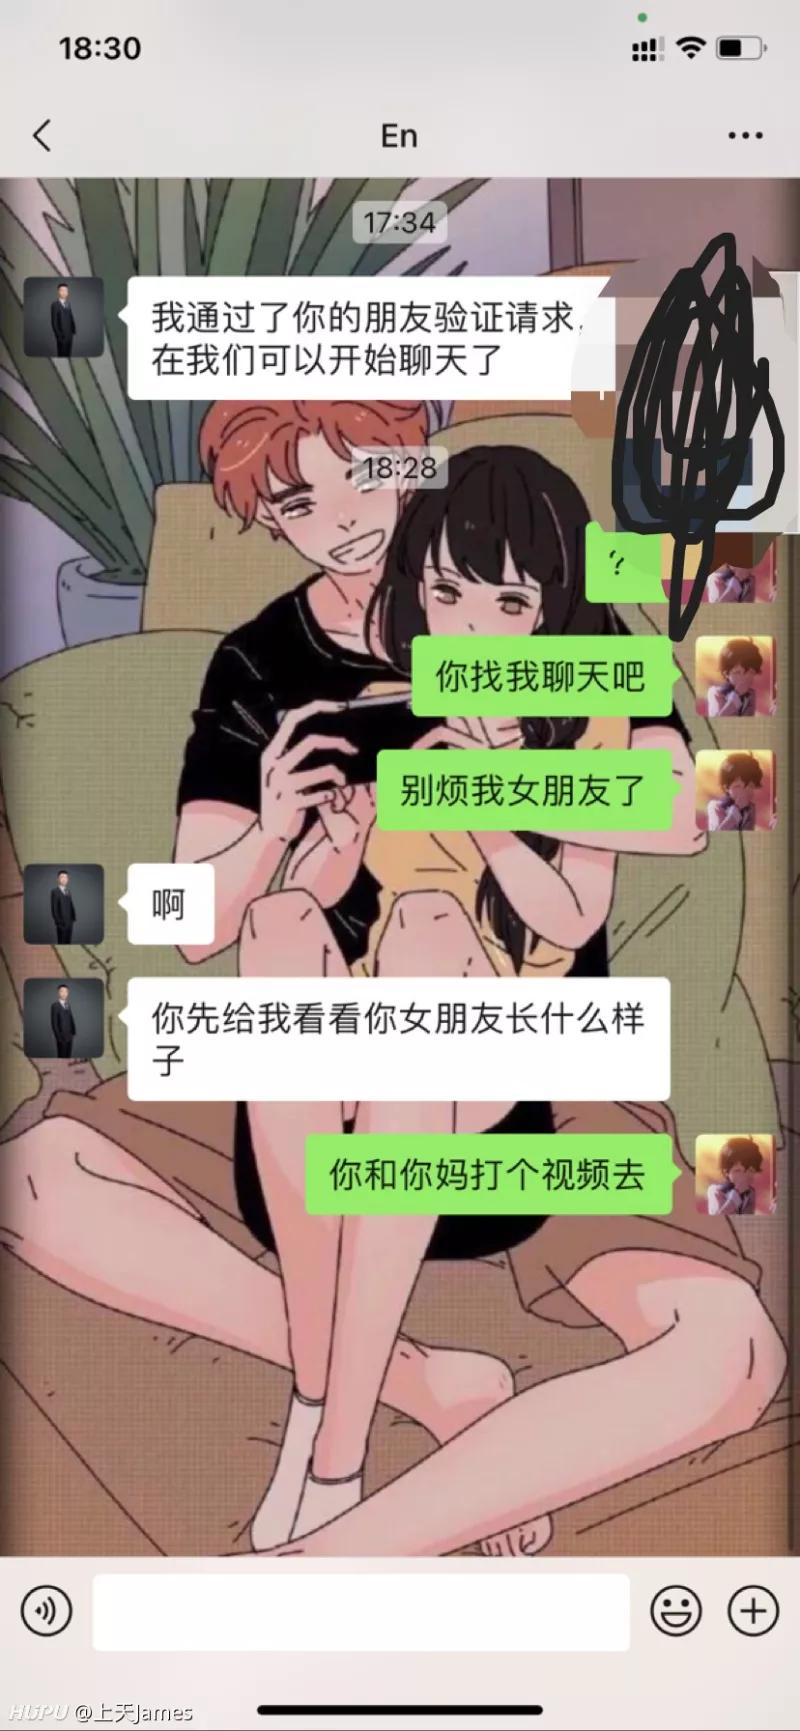 18:30
En
17:34
我通过了你的朋友验证请求,
在我们可以开始聊天了
18:28
?
你找我聊天吧
别烦我女朋友了
啊
你先给我看看你女朋友长什么样
子
你和你妈打个视频去
HUPU @上天James